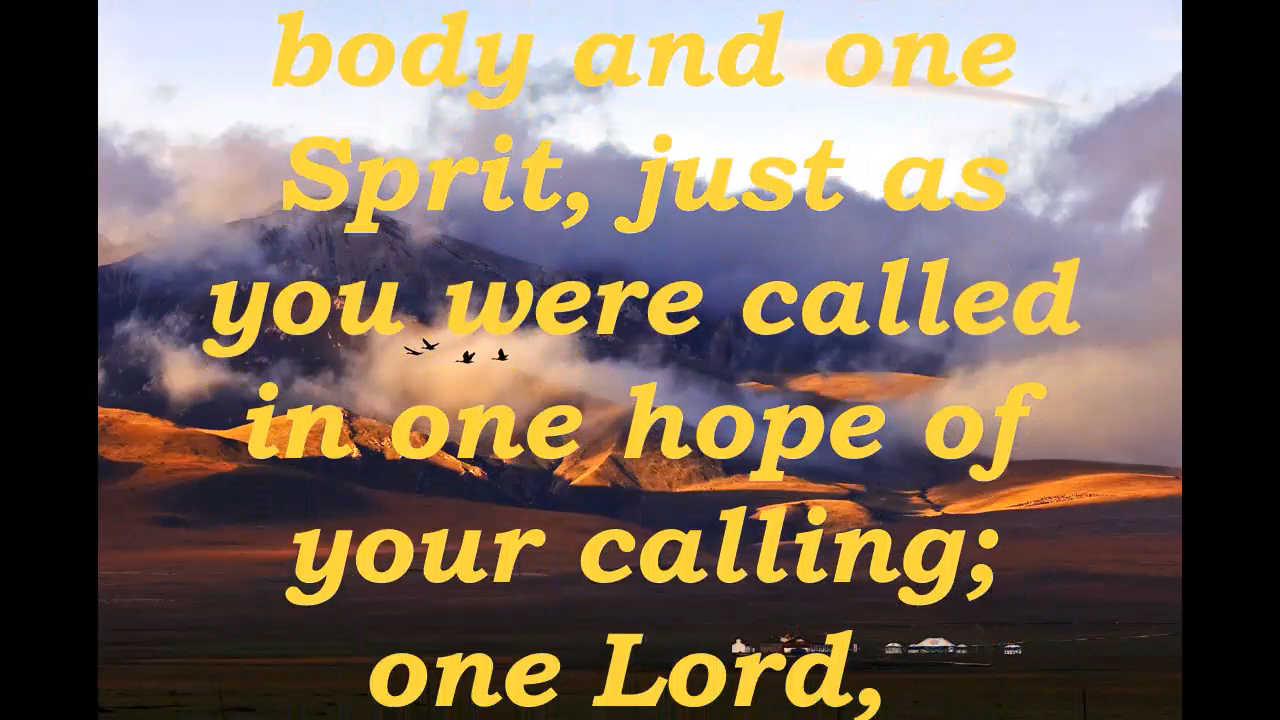 body and one
Sprit, just as
you were called
in one hope of
your calling;
one Lord,